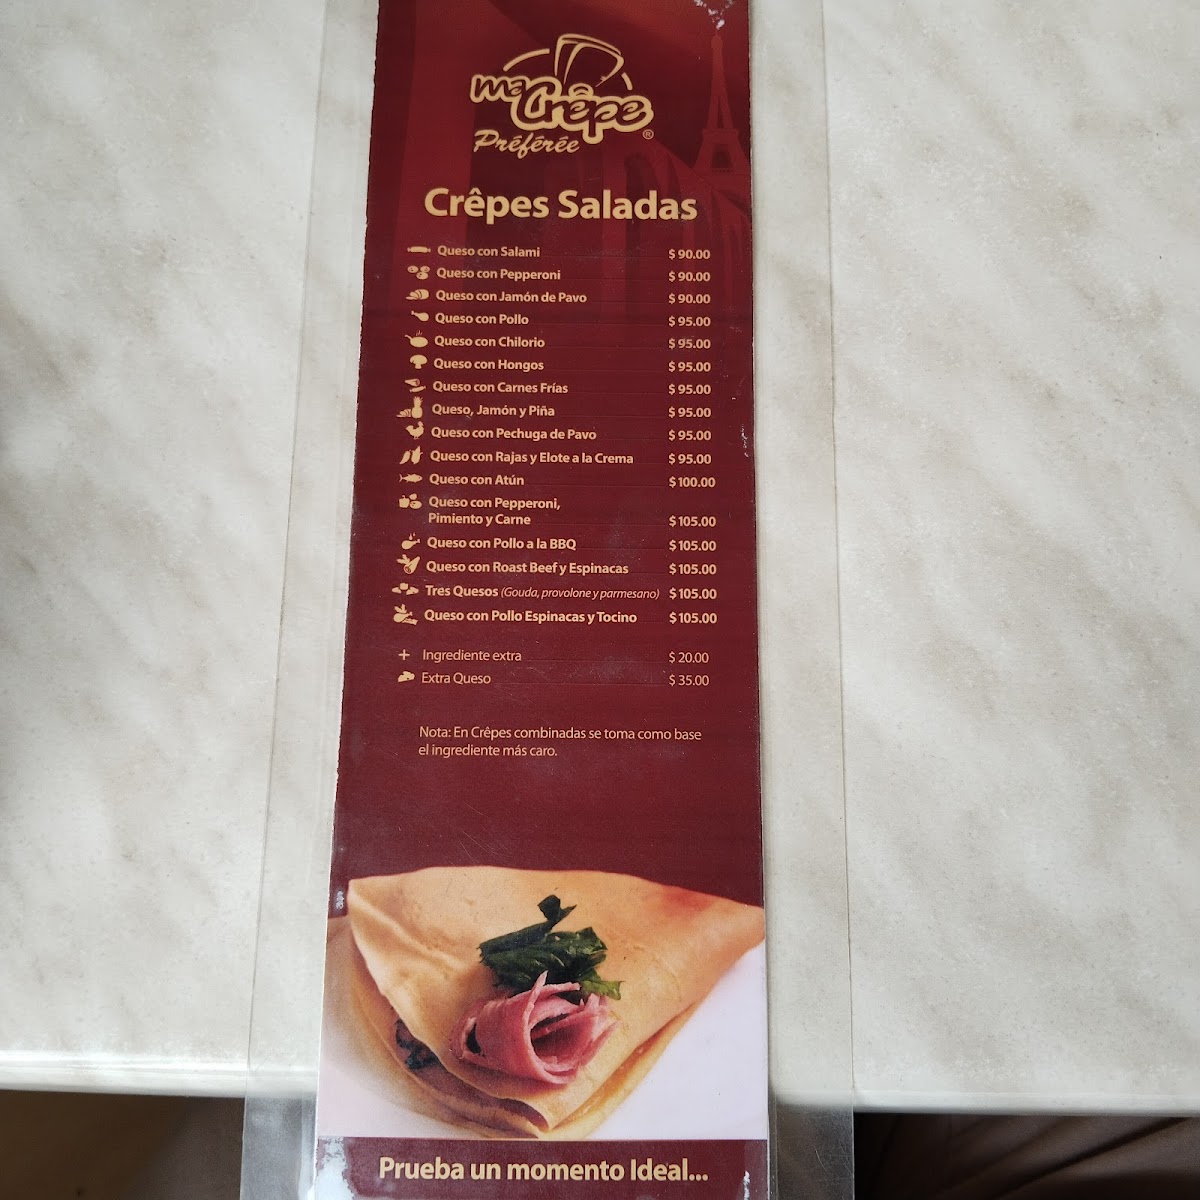 ma Crêpe
Préférée ®
Crêpes Saladas
Queso con Salami $ 90.00
Queso con Pepperoni $ 90.00
Queso con Jamón de Pavo $ 90.00
Queso con Pollo $ 95.00
Queso con Chilorio $ 95.00
Queso con Hongos $ 95.00
Queso con Carnes Frías $ 95.00
Queso, Jamón y Piña $ 95.00
Queso con Pechuga de Pavo $ 95.00
Queso con Rajas y Elote a la Crema $ 95.00
Queso con Atún $ 100.00
Queso con Pepperoni,
Pimiento y Carne $ 105.00
Queso con Pollo a la BBQ $ 105.00
Queso con Roast Beef y Espinacas $ 105.00
Tres Quesos (Gouda, provolone y parmesano) $ 105.00
Queso con Pollo Espinacas y Tocino $ 105.00
+ Ingrediente extra $ 20.00
Extra Queso $ 35.00
Nota: En Crêpes combinadas se toma como base
el ingrediente más caro.
Prueba un momento Ideal...